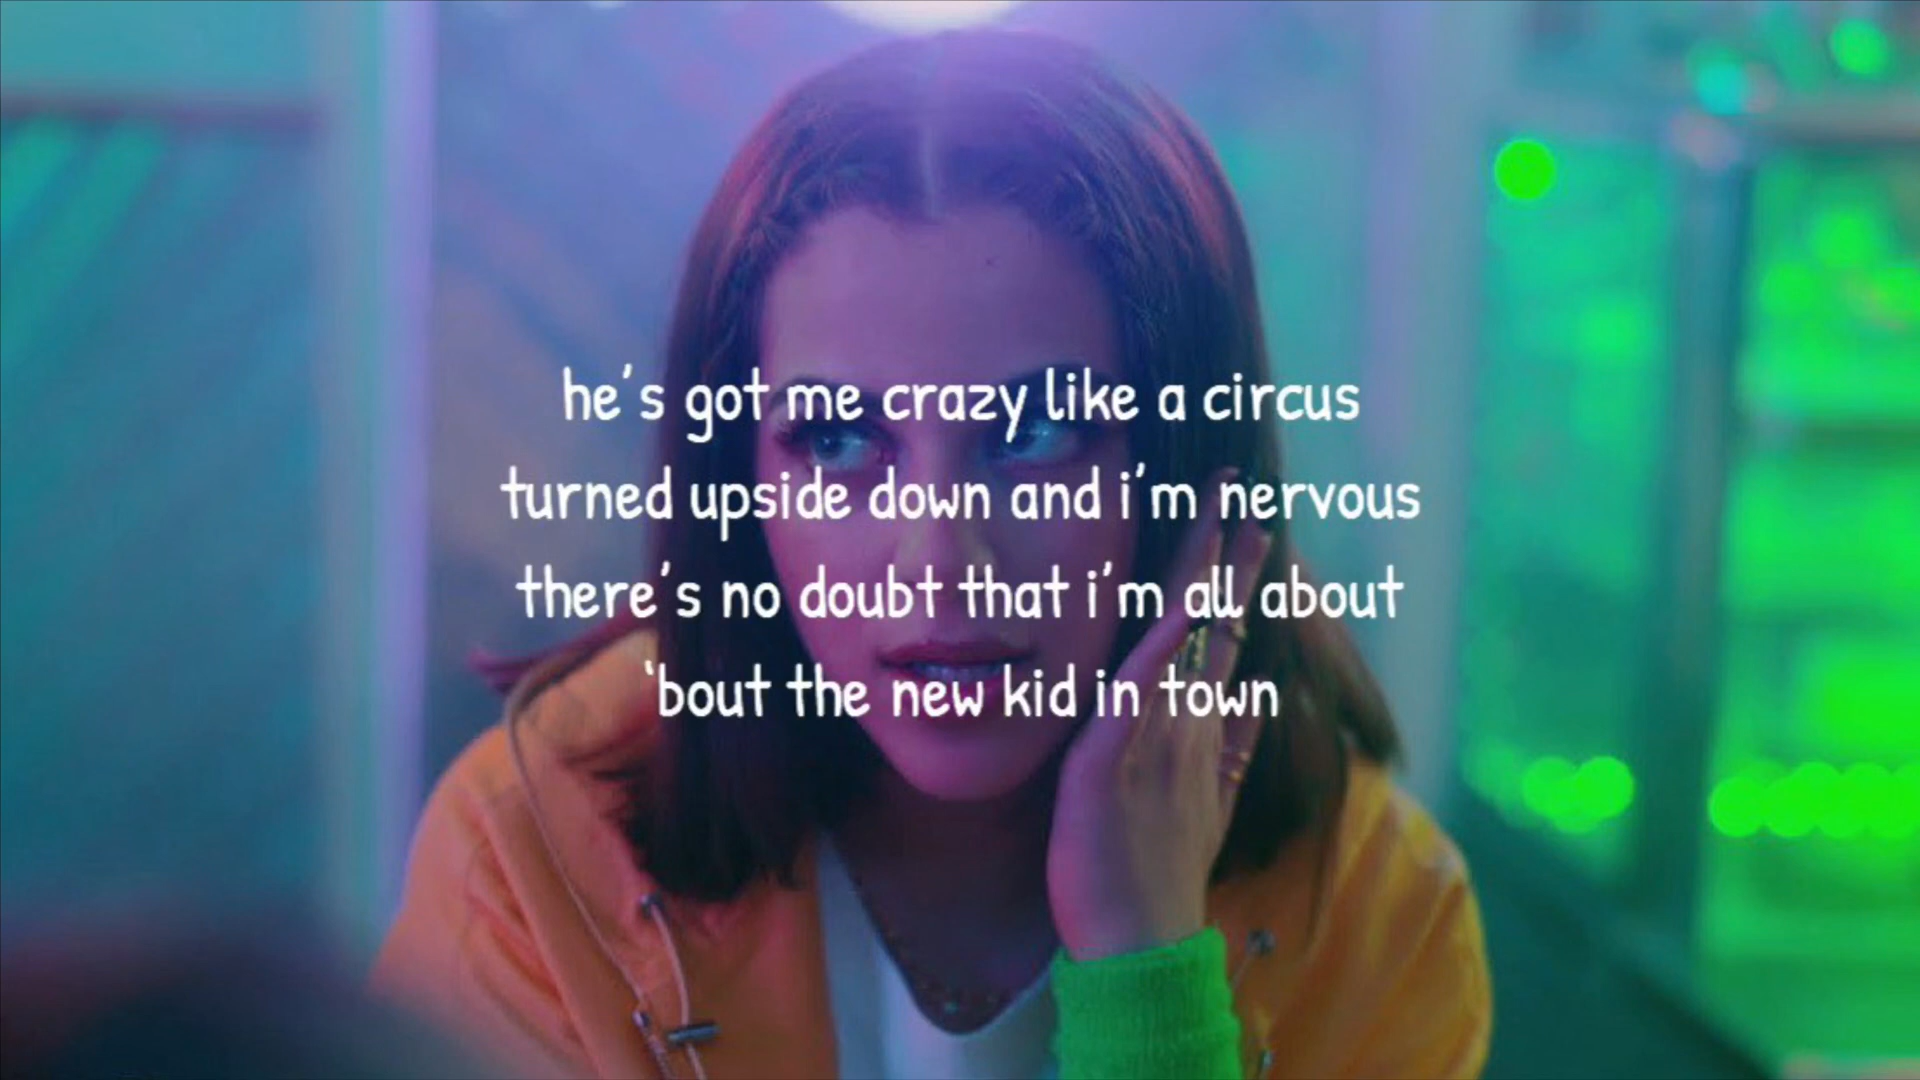 he's got me crazy like a circus
turned upside down and i'm nervous
there's no doubt that i'm all about
‘bout the new kid in town